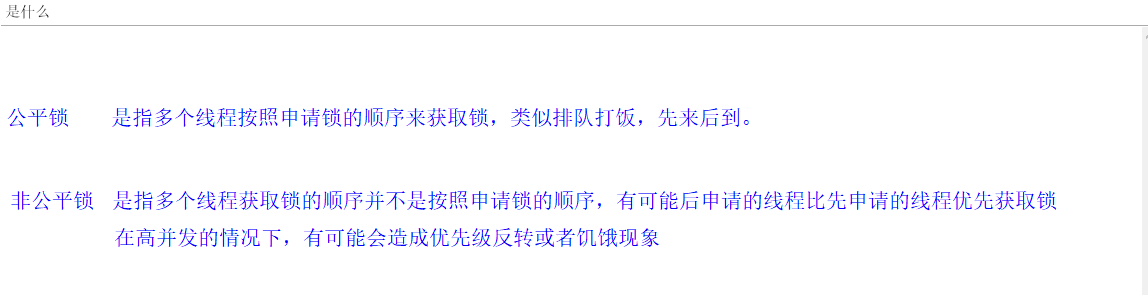 是什么
公平锁 是指多个线程按照申请锁的顺序来获取锁，类似排队打饭，先来后到。
非公平锁 是指多个线程获取锁的顺序并不是按照申请锁的顺序，有可能后申请的线程比先申请的线程优先获取锁
在高并发的情况下，有可能会造成优先级反转或者饥饿现象